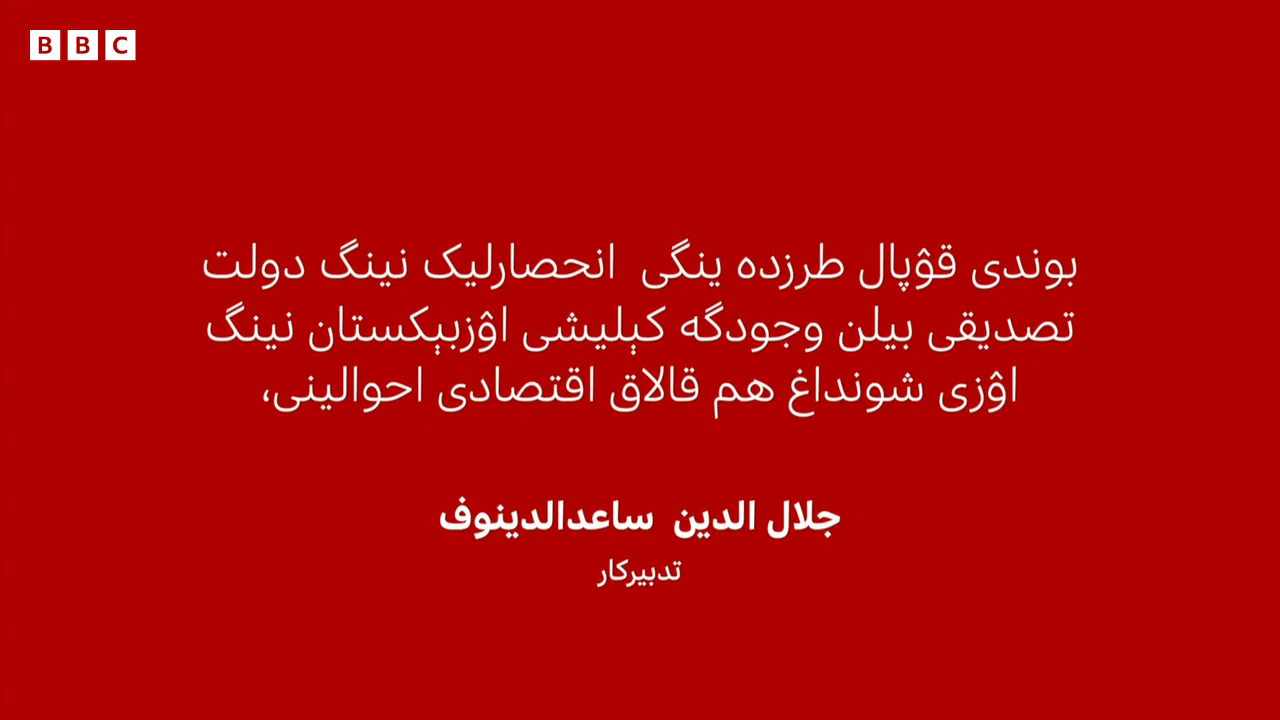 BBC
بوندی قۉپال طرزده ینگی انحصارلیک نینگ دولت
تصدیقی بیلن وجودگه کېلیشی اۉزبېکستان نینگ
اۉزی شونداغ هم قالاق اقتصادی احوالینی،
جلال الدین ساعدالدینوف
تدبیرکار